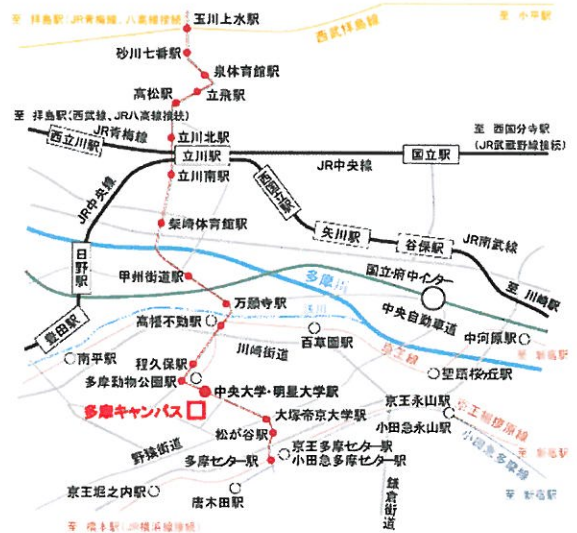 玉川上水駅
至 拝島駅(JR青梅線、八高線接続)
至 小平駅
西武拝島線
砂川七番駅
泉体育館駅
高松駅
立飛駅
至 拝島駅(西武線、JR八高線接続)
立川北駅
至 西国分寺駅
(JR武蔵野線接続)
JR青梅線
西立川駅
立川駅
国立駅
JR中央線
立川南駅
JR中央線
西国立駅
柴崎体育館駅
矢川駅
谷保駅
JR南武線
日野駅
甲州街道駅
多摩川
国立・府中インター
至 川崎駅
万願寺駅
中央自動車道
豊田駅
高幡不動駅
浅川
百草園駅
中河原駅
至 新宿駅
川崎街道
京王線
南平駅
程久保駅
聖蹟桜ヶ丘駅
多摩動物公園駅
中央大学・明星大学駅
京王永山駅
京王相模原線
多摩キャンパス
大塚帝京大学駅
小田急永山駅
小田急多摩線
松が谷駅
野猿街道
京王多摩センター駅
多摩センター駅
小田急多摩センター駅
至 新宿駅
鎌倉街道
京王堀之内駅
唐木田駅
至 新宿駅
至 橋本駅(JR横浜線接続)